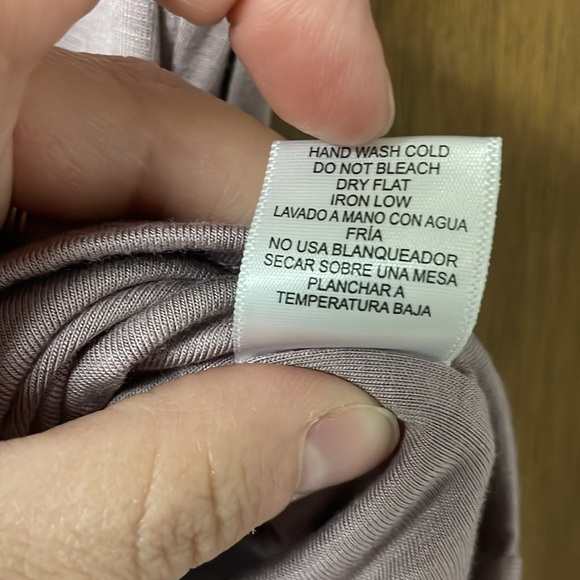 HAND WASH COLD
DO NOT BLEACH
DRY FLAT
IRON LOW
LAVADO A MANO CON AGUA
FRÍA
NO USA BLANQUEADOR
SECAR SOBRE UNA MESA
PLANCHAR A
TEMPERATURA BAJA